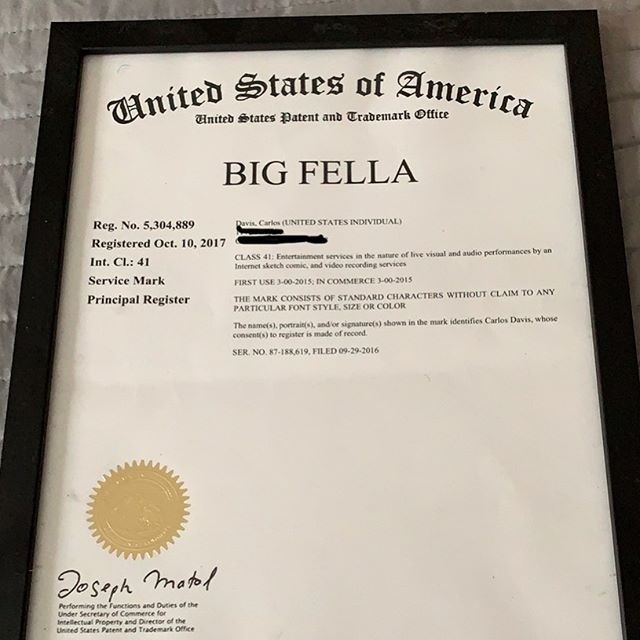 United States of America
United States Patent and Trademark Office
BIG FELLA
Reg. No. 5,304,889
Registered Oct. 10, 2017
Int. Cl.: 41
Service Mark
Principal Register
Davis, Carlos (UNITED STATES INDIVIDUAL)
CLASS 41: Entertainment services in the nature of live visual and audio performances by an
Internet sketch comic, and video recording services
FIRST USE 3-00-2015; IN COMMERCE 3-00-2015
THE MARK CONSISTS OF STANDARD CHARACTERS WITHOUT CLAIM TO ANY
PARTICULAR FONT STYLE, SIZE OR COLOR
The name(s), portrait(s), and/or signature(s) shown in the mark identifies Carlos Davis, whose
consent(s) to register is made of record.
SER. NO. 87-188,619, FILED 09-29-2016
Joseph Matal
Performing the Functions and Duties of the
Under Secretary of Commerce for
Intellectual Property and Director of the
United States Patent and Trademark Office